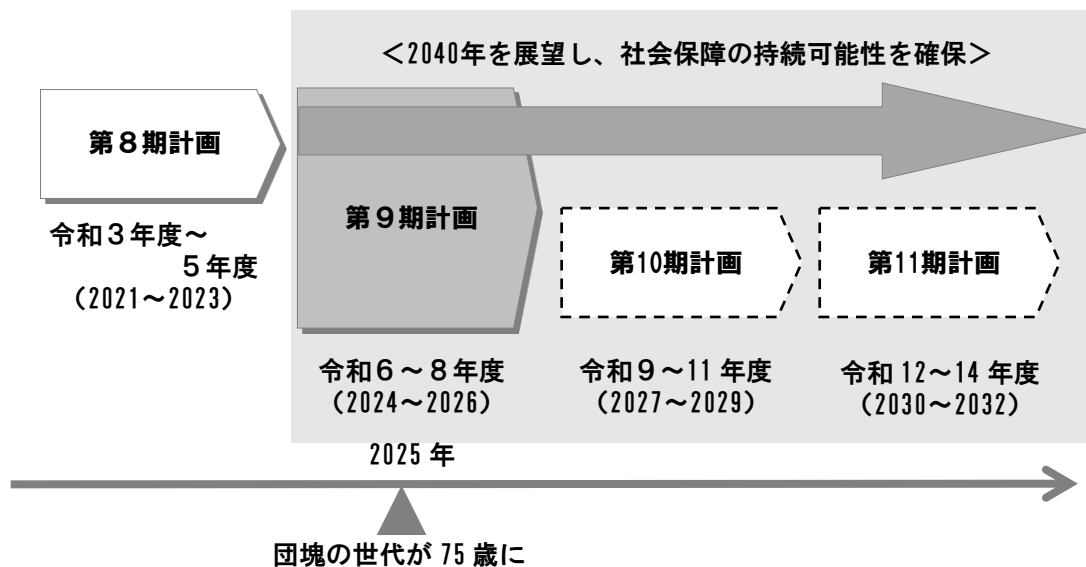 ＜2040年を展望し、社会保障の持続可能性を確保＞
第８期計画
令和３年度～
５年度
（2021～2023）
第９期計画
令和６～８年度
（2024～2026）
第10期計画
令和９～11 年度
（2027～2029）
第11期計画
令和 12～14 年度
（2030～2032）
2025 年
団塊の世代が 75 歳に